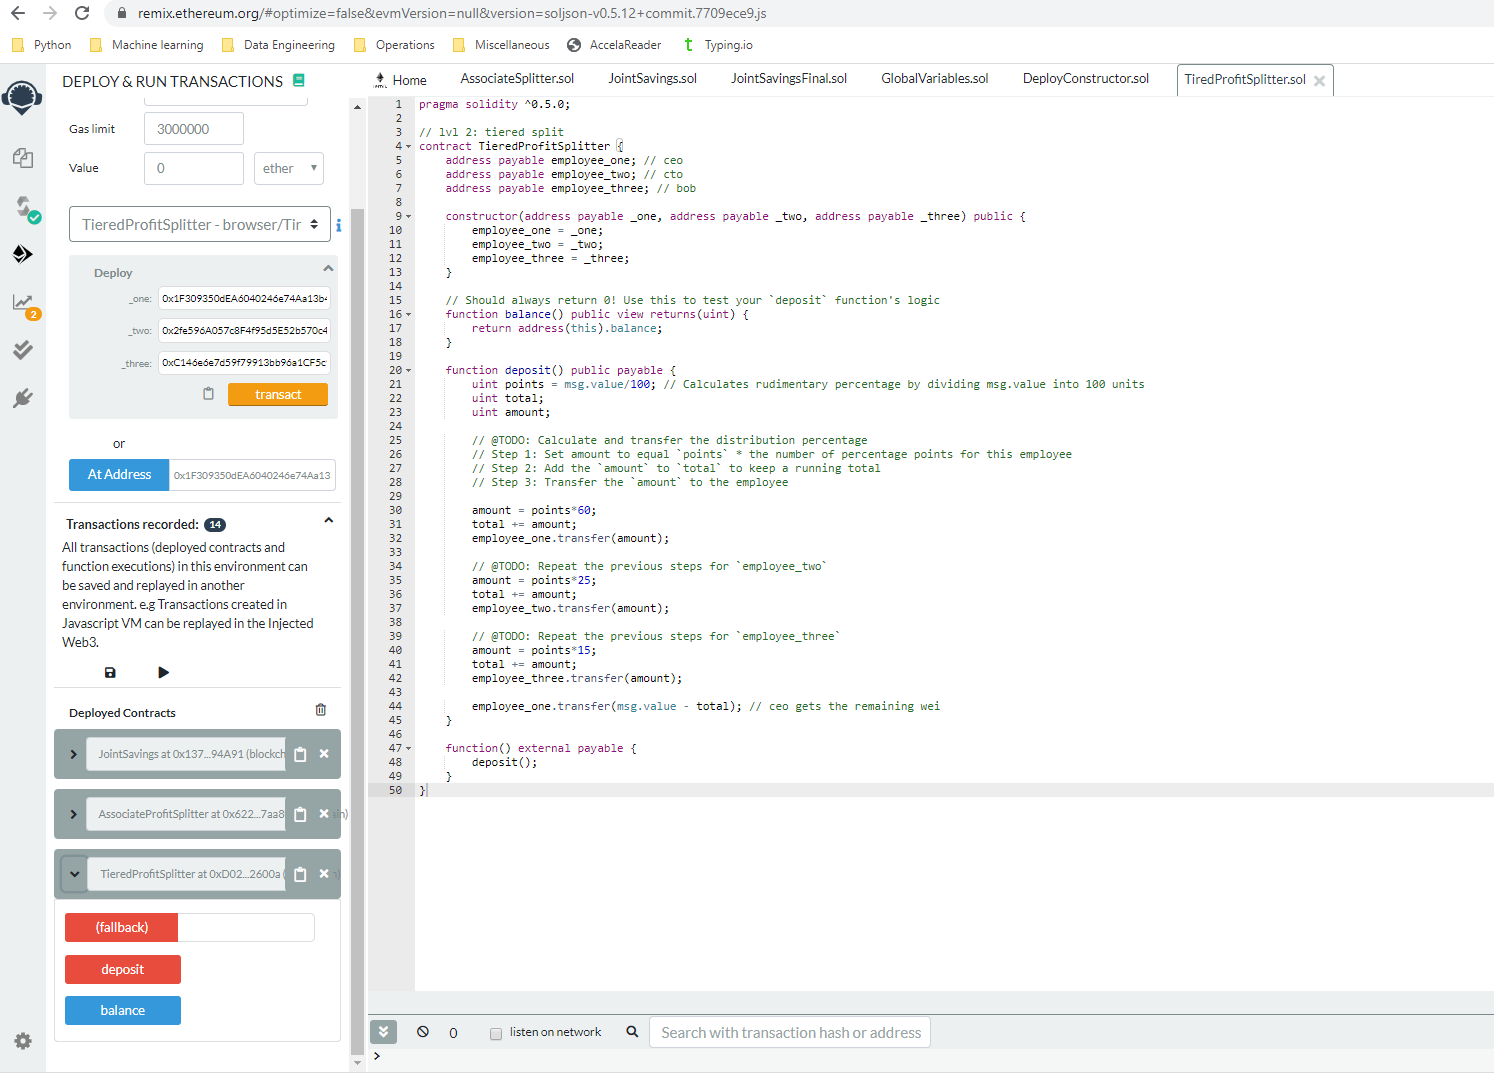 remix.ethereum.org/#optimize=false&evmVersion=null&version=soljson-v0.5.12+commit.7709ece9.js
Python Machine learning Data Engineering Operations Miscellaneous AccelaReader t Typing.io
DEPLOY & RUN TRANSACTIONS
Gas limit 3000000
Value 0 ether
TieredProfitSplitter - browser/Tir
i
Deploy
_one: 0x1F309350dEA6040246e74Aa13b4
_two: 0x2fe596A057c8F4f95d5E52b570c4
_three: 0xC146e6e7d59f79913bb96a1CF5c
transact
or
At Address 0x1F309350dEA6040246e74Aa13
2
Transactions recorded: 14
All transactions (deployed contracts and
function executions) in this environment can
be saved and replayed in another
environment. e.g Transactions created in
Javascript VM can be replayed in the Injected
Web3.
Deployed Contracts
JointSavings at 0x137...94A91 (blockch
AssociateProfitSplitter at 0x622...7aa8
TieredProfitSplitter at 0xD02...2600a (
(fallback)
deposit
balance
Home AssociateSplitter.sol JointSavings.sol JointSavingsFinal.sol GlobalVariables.sol DeployConstructor.sol TiredProfitSplitter.sol
1 pragma solidity ^0.5.0;
2
3 // lvl 2: tiered split
4 contract TieredProfitSplitter {
5 address payable employee_one; // ceo
6 address payable employee_two; // cto
7 address payable employee_three; // bob
8
9 constructor(address payable _one, address payable _two, address payable _three) public {
10 employee_one = _one;
11 employee_two = _two;
12 employee_three = _three;
13 }
14
15 // Should always return 0! Use this to test your `deposit` function's logic
16 function balance() public view returns(uint) {
17 return address(this).balance;
18 }
19
20 function deposit() public payable {
21 uint points = msg.value/100; // Calculates rudimentary percentage by dividing msg.value into 100 units
22 uint total;
23 uint amount;
24
25 // @TODO: Calculate and transfer the distribution percentage
26 // Step 1: Set amount to equal `points` * the number of percentage points for this employee
27 // Step 2: Add the `amount` to `total` to keep a running total
28 // Step 3: Transfer the `amount` to the employee
29
30 amount = points*60;
31 total += amount;
32 employee_one.transfer(amount);
33
34 // @TODO: Repeat the previous steps for `employee_two`
35 amount = points*25;
36 total += amount;
37 employee_two.transfer(amount);
38
39 // @TODO: Repeat the previous steps for `employee_three`
40 amount = points*15;
41 total += amount;
42 employee_three.transfer(amount);
43
44 employee_one.transfer(msg.value - total); // ceo gets the remaining wei
45 }
46
47 function() external payable {
48 deposit();
49 }
50 }
0 listen on network Search with transaction hash or address
>